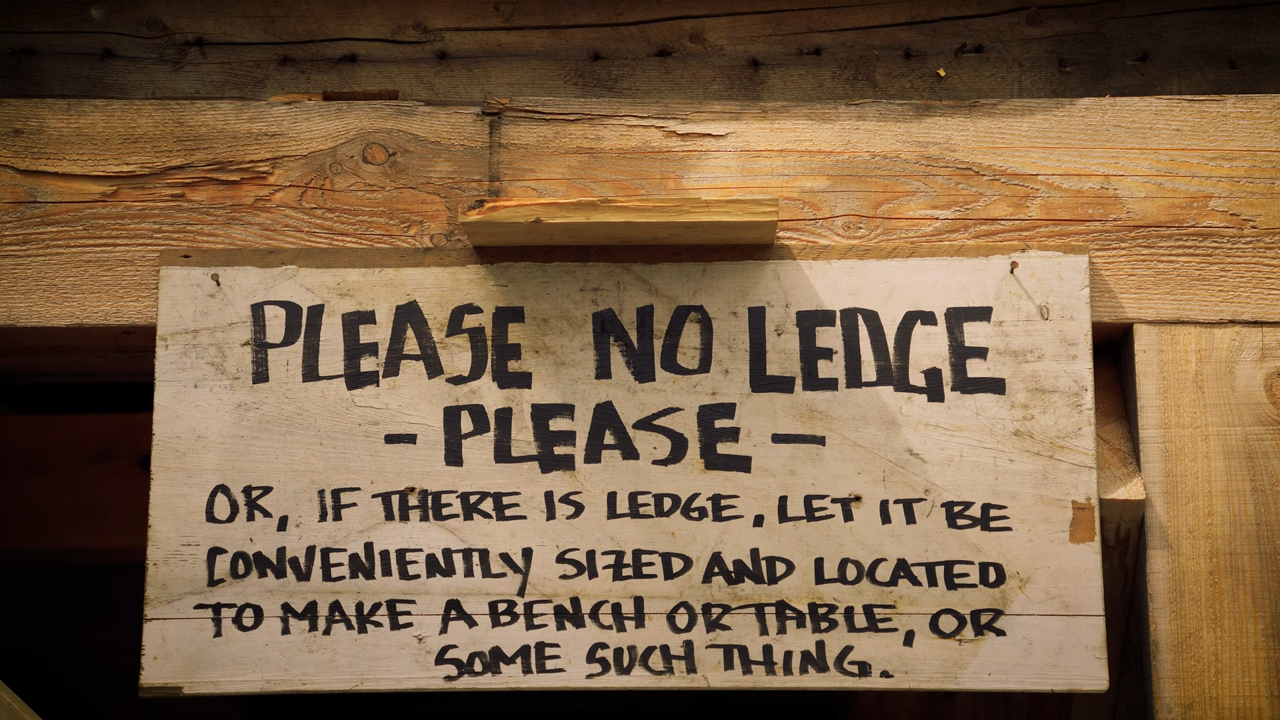 PLEASE NO LEDGE
- PLEASE -
OR, IF THERE IS LEDGE, LET IT BE
CONVENIENTLY SIZED AND LOCATED
TO MAKE A BENCH OR TABLE, OR
SOME SUCH THING.